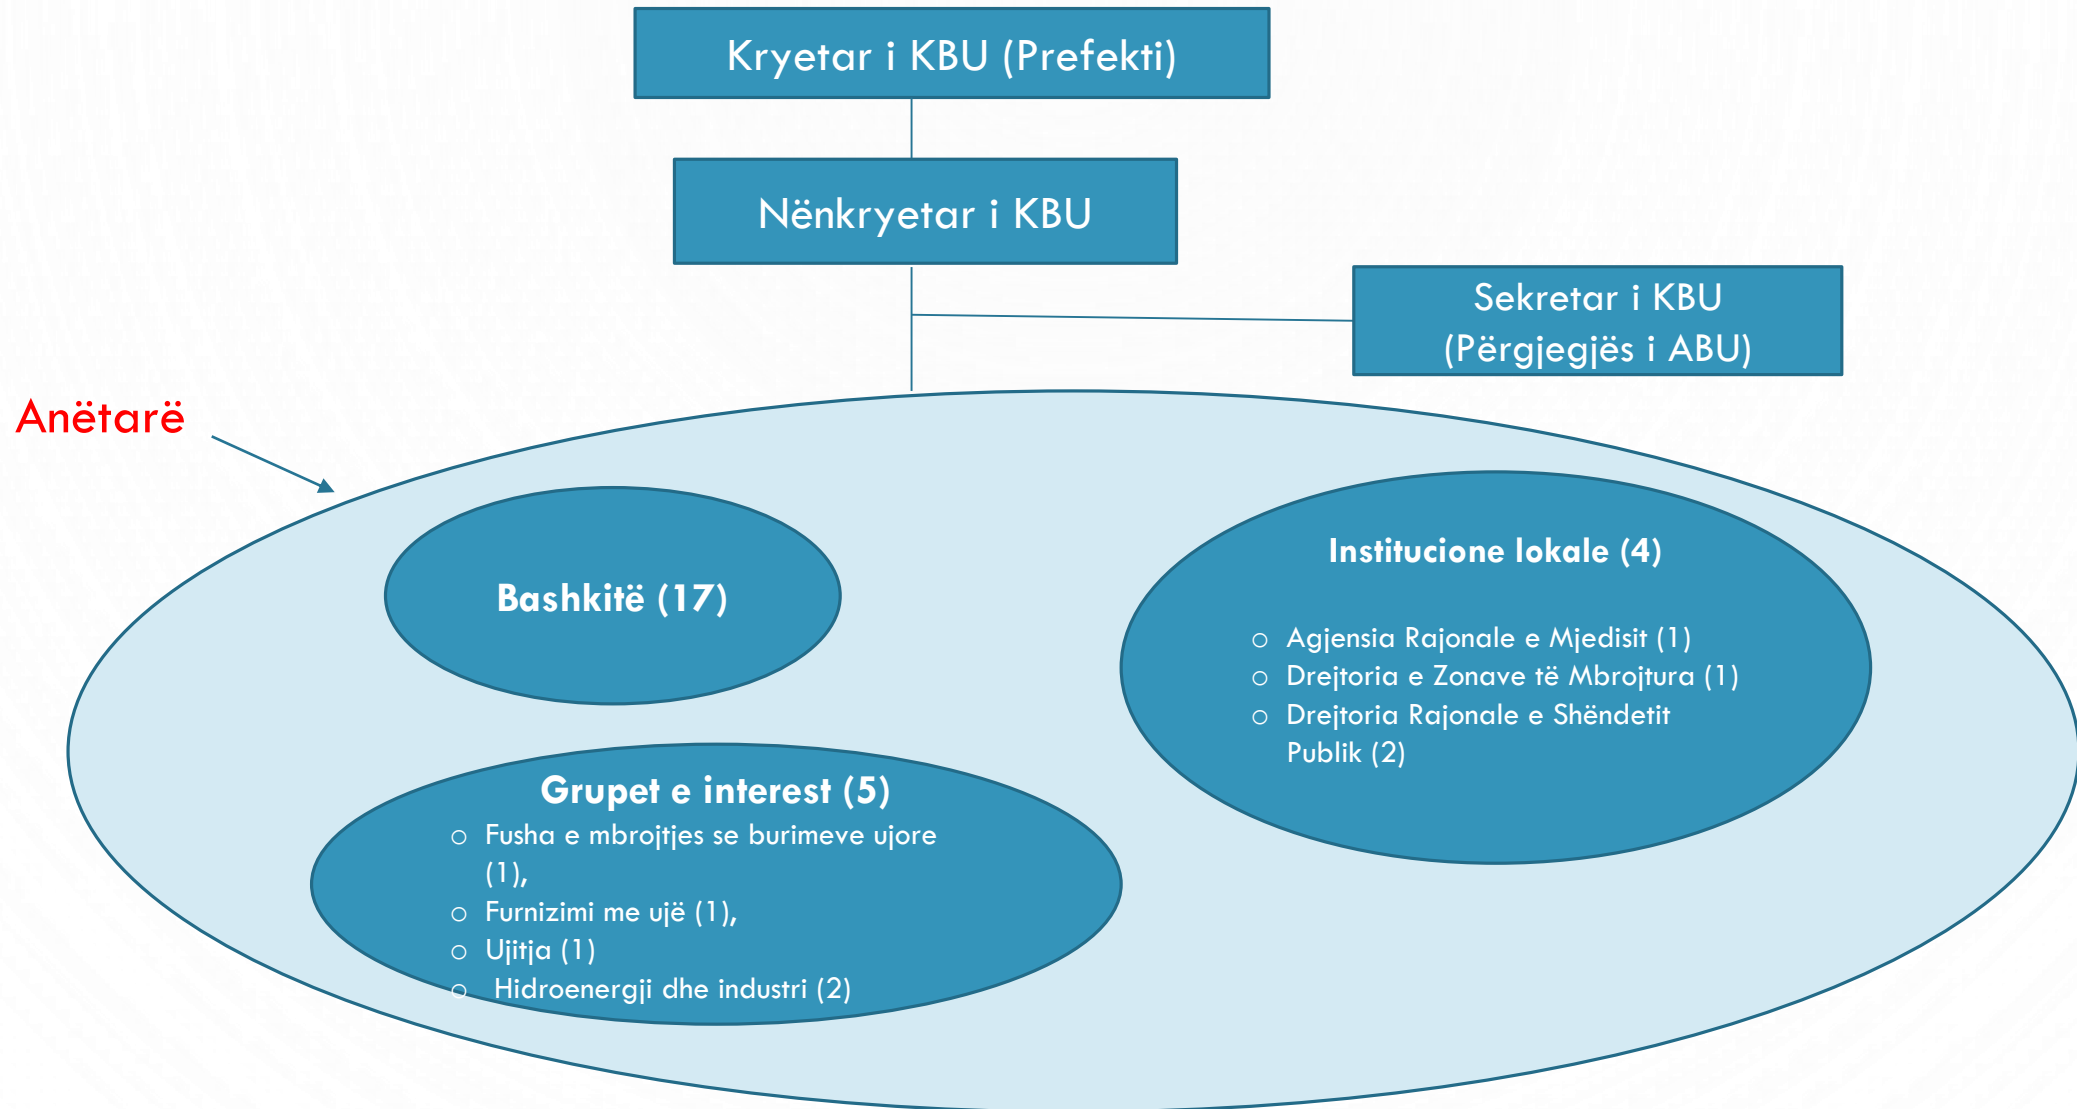 Kryetar i KBU (Prefekti)
Nënkryetar i KBU
Sekretar i KBU
(Përgjegjës i ABU)
Anëtarë
Bashkitë (17)
Institucione lokale (4)
○ Agjensia Rajonale e Mjedisit (1)
○ Drejtoria e Zonave të Mbrojtura (1)
○ Drejtoria Rajonale e Shëndetit
Publik (2)
Grupet e interest (5)
○ Fusha e mbrojtjes se burimeve ujore
(1),
○ Furnizimi me ujë (1),
○ Ujitja (1)
○ Hidroenergji dhe industri (2)